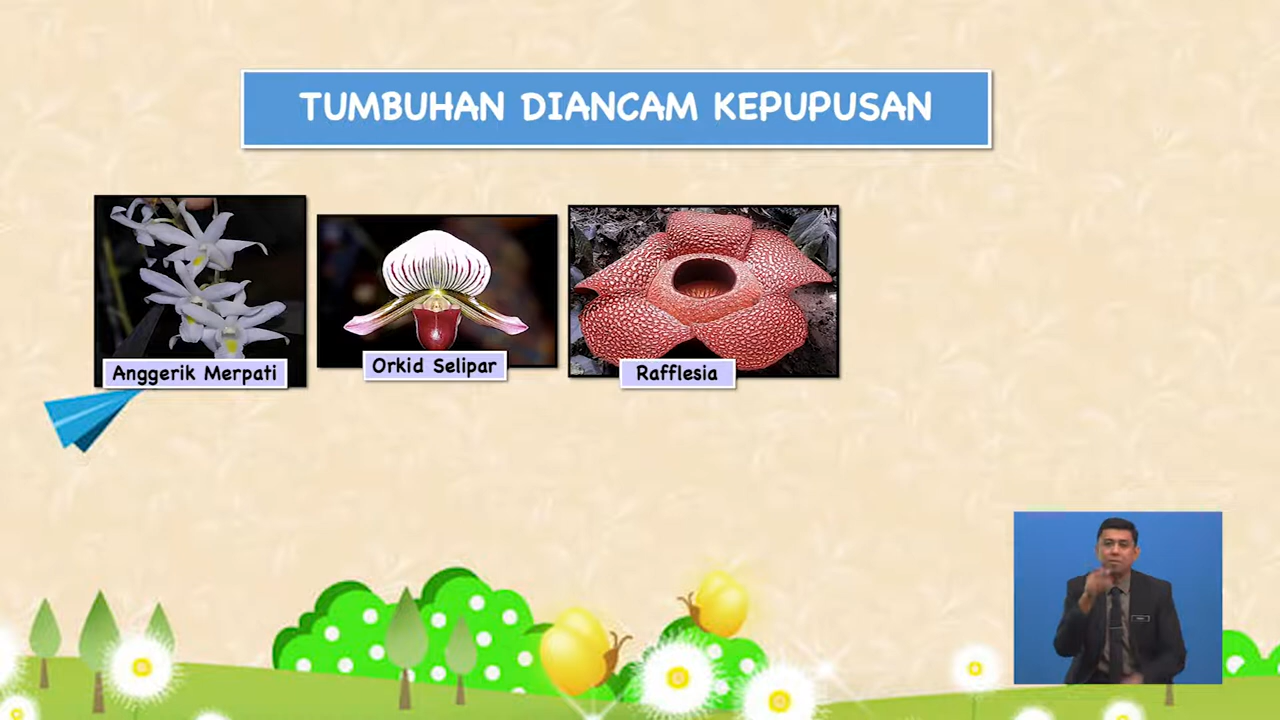 TUMBUHAN DIANCAM KEPUPUSAN
Anggerik Merpati
Orkid Selipar
Rafflesia